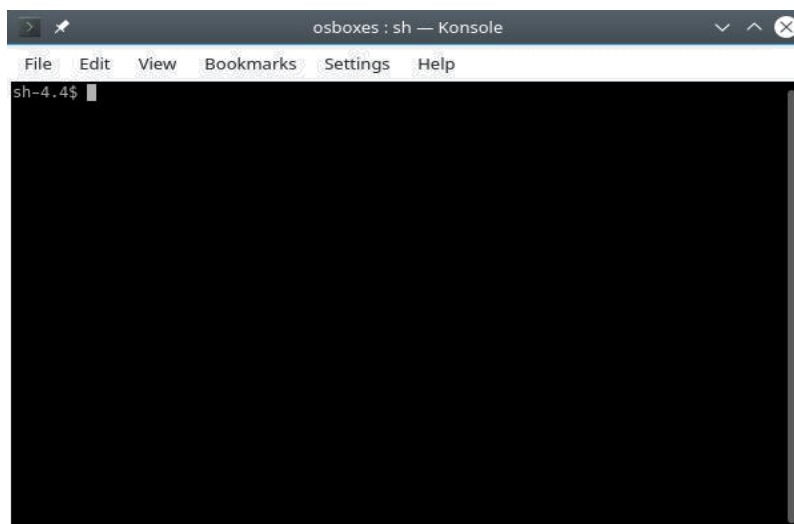 osboxes : sh — Konsole
File Edit View Bookmarks Settings Help
sh-4.4$